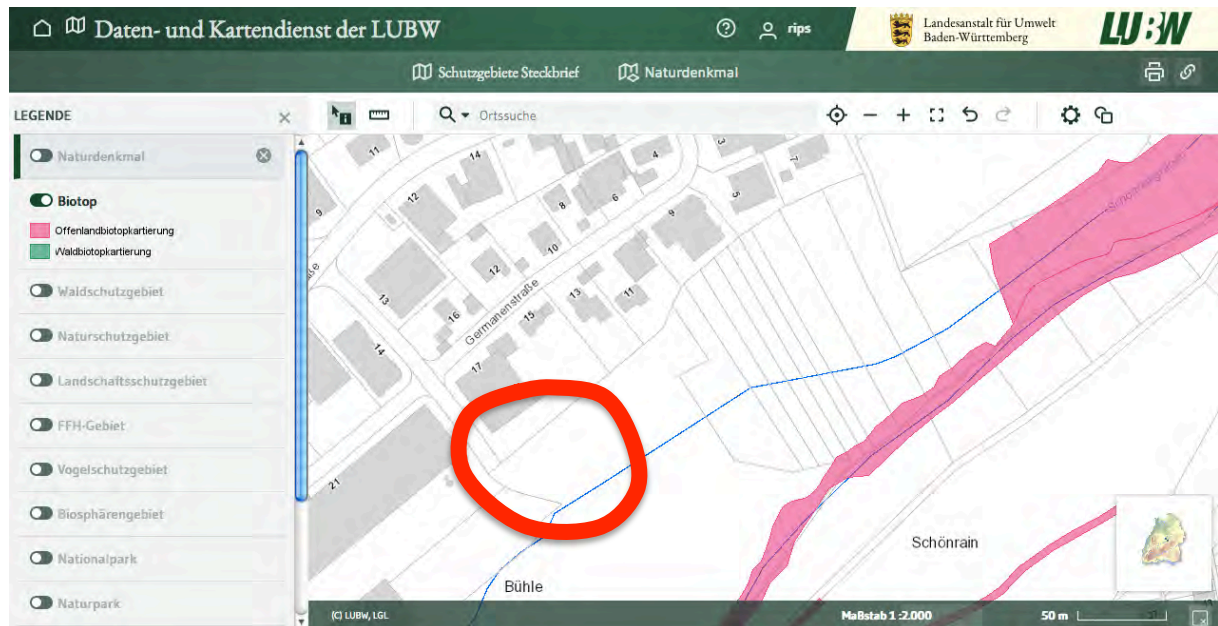 Daten- und Kartendienst der LUBW
rips
Landesanstalt für Umwelt
Baden-Württemberg
LUBW
Schutzgebiete Steckbrief
Naturdenkmal
LEGENDE
Ortssuche
Naturdenkmal
Biotop
Offenlandbiotopkartierung
Waldbiotopkartierung
Waldschutzgebiet
Naturschutzgebiet
Landschaftsschutzgebiet
FFH-Gebiet
Vogelschutzgebiet
Biosphärengebiet
Nationalpark
Naturpark
11
14
4
3
7
12
9
8
6
9
5
10
12
13
16
13
11
15
Germanenstraße
14
17
21
Schönrain
Bühle
(C) LUBW, LGL
Maßstab 1:2.000
50 m